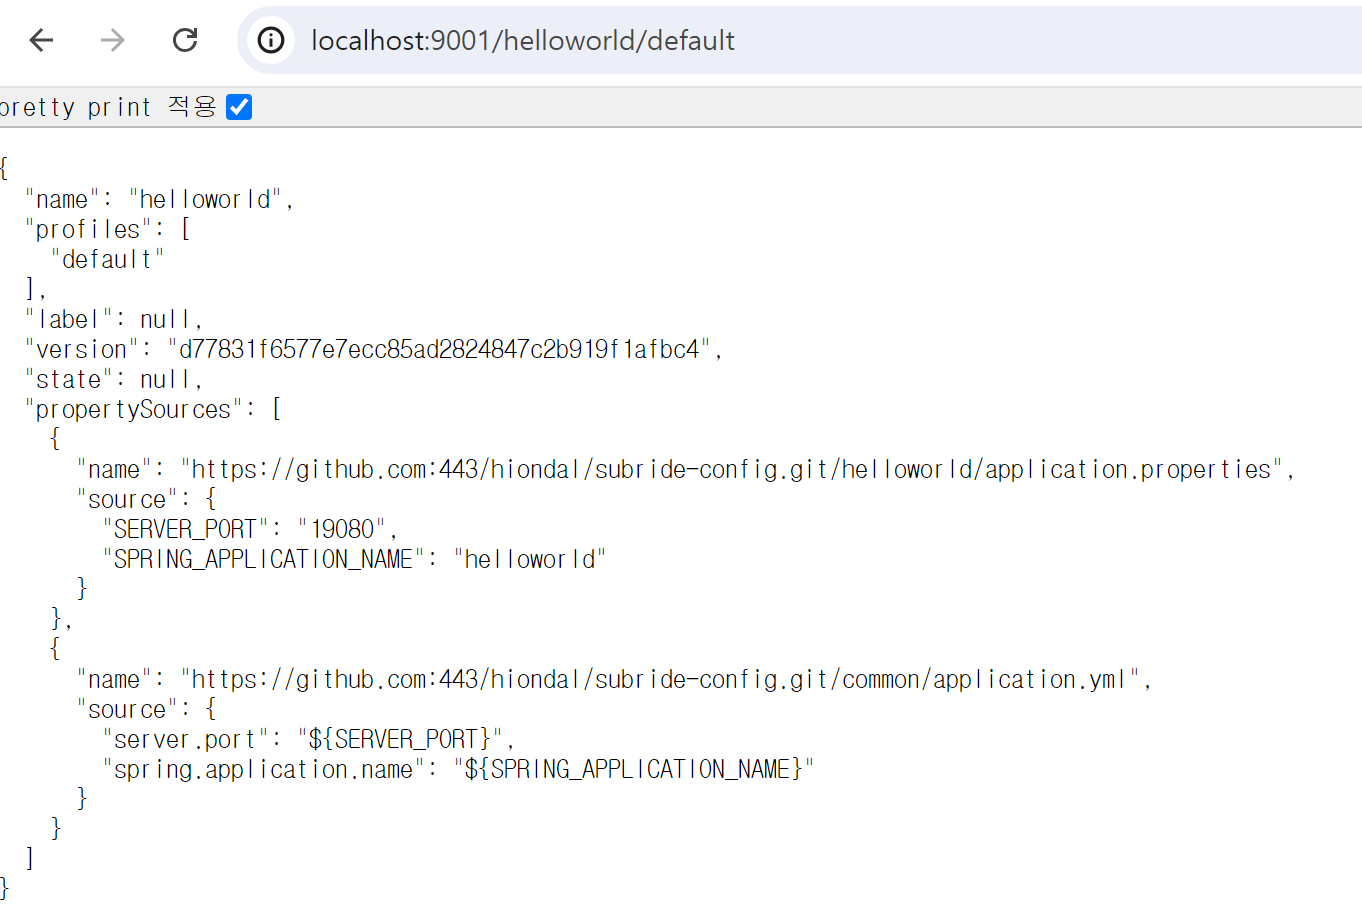 localhost:9001/helloworld/default
pretty print 적용
{
  "name": "helloworld",
  "profiles": [
    "default"
  ],
  "label": null,
  "version": "d77831f6577e7ecc85ad2824847c2b919f1afbc4",
  "state": null,
  "propertySources": [
    {
      "name": "https://github.com:443/hiondal/subride-config.git/helloworld/application.properties",
      "source": {
        "SERVER_PORT": "19080",
        "SPRING_APPLICATION_NAME": "helloworld"
      }
    },
    {
      "name": "https://github.com:443/hiondal/subride-config.git/common/application.yml",
      "source": {
        "server.port": "${SERVER_PORT}",
        "spring.application.name": "${SPRING_APPLICATION_NAME}"
      }
    }
  ]
}